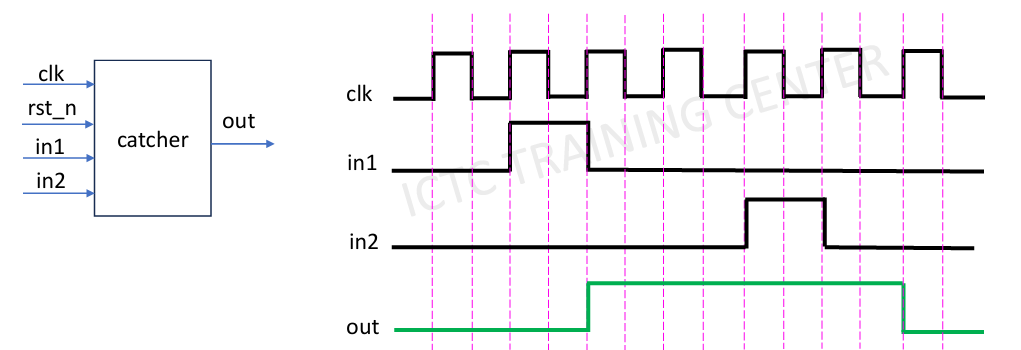 clk
rst_n
in1
in2
catcher
out
clk
in1
in2
out
ICTC TRAINING CENTER